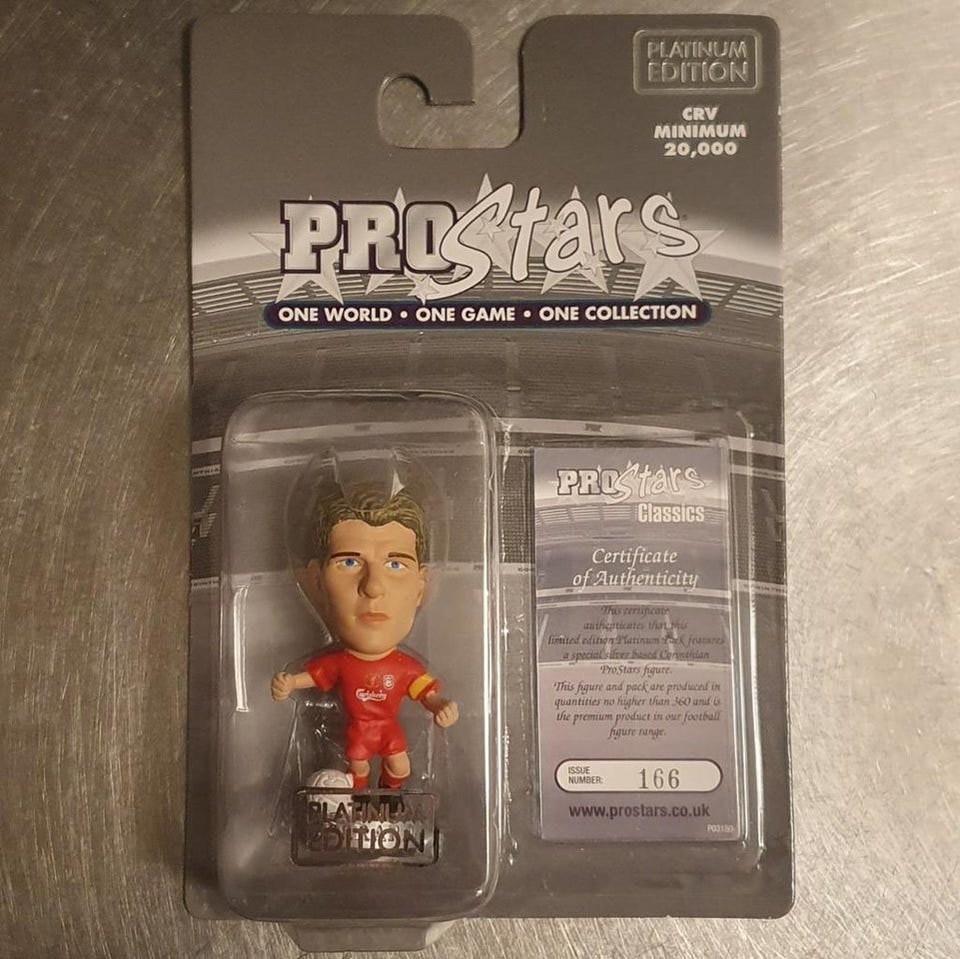 PLATINUM
EDITION
CRV
MINIMUM
20,000
PROStars
ONE WORLD • ONE GAME • ONE COLLECTION
PROStars
Classics
Certificate
of Authenticity
This certificate
authenticates that this
limited edition Platinum Pack features
a special silver based Corinthian
ProStars figure.
This figure and pack are produced in
quantities no higher than 360 and is
the premium product in our football
figure range.
ISSUE
NUMBER: 166
www.prostars.co.uk
Carlsberg
PLATINUM
EDITION